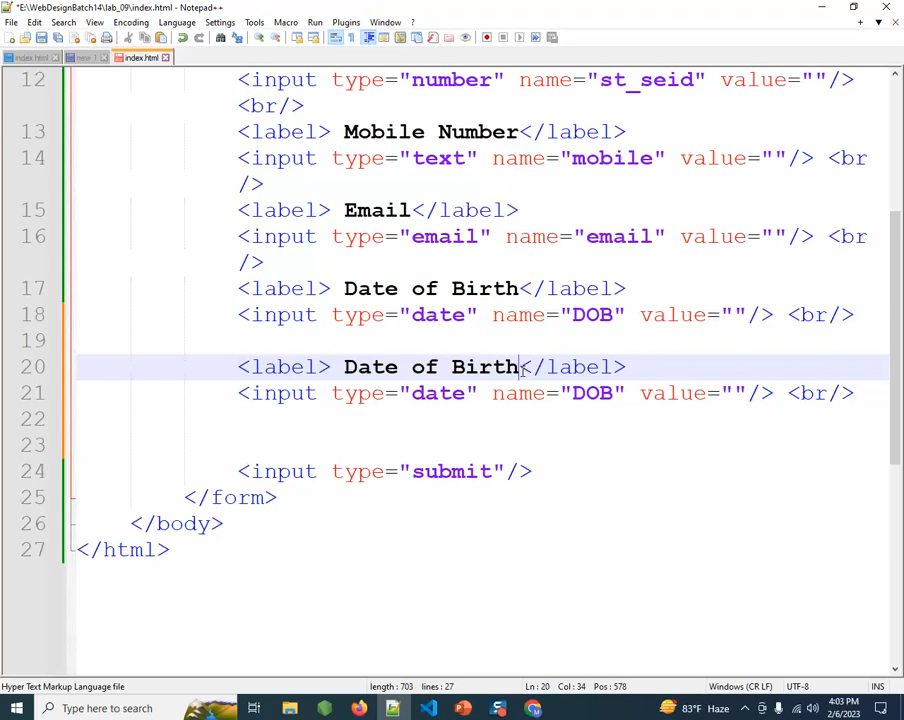 *E:\WebDesignBatch14\lab_09\index.html - Notepad++
File Edit Search View Encoding Language Settings Tools Macro Run Plugins Window ?
index.html new 1 index.html
12 <input type="number" name="st_seid" value=""/>
<br/>
13 <label> Mobile Number</label>
14 <input type="text" name="mobile" value=""/> <br
/>
15 <label> Email</label>
16 <input type="email" name="email" value=""/> <br
/>
17 <label> Date of Birth</label>
18 <input type="date" name="DOB" value=""/> <br/>
19
20 <label> Date of Birth</label>
21 <input type="date" name="DOB" value=""/> <br/>
22
23
24 <input type="submit"/>
25 </form>
26 </body>
27 </html>
Hyper Text Markup Language file length : 703 lines : 27 Ln : 20 Col : 34 Pos : 578 Windows (CR LF) UTF-8 INS
Type here to search 83°F Haze 4:03 PM
2/6/2023